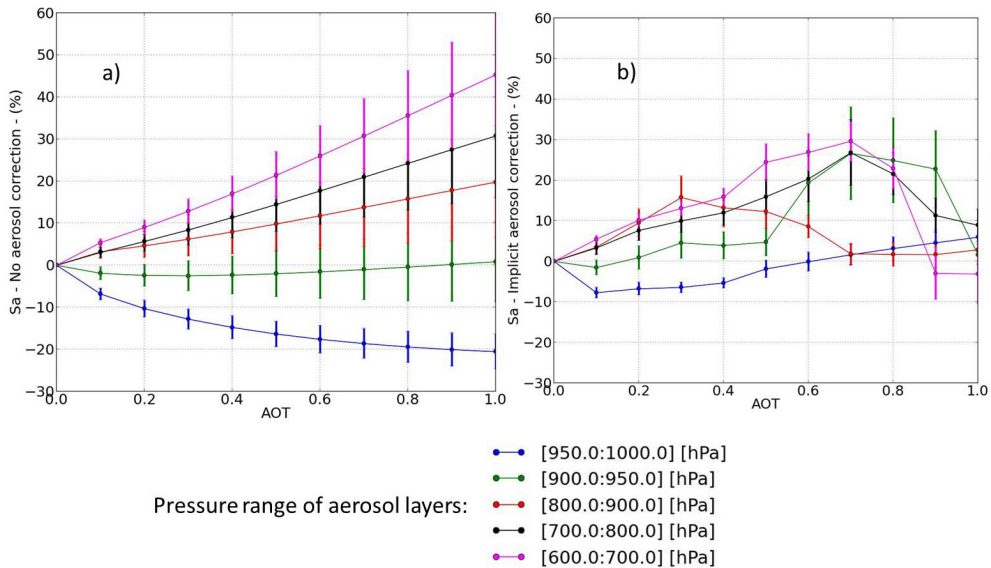 a)
Sa - No aerosol correction - (%)
60
50
40
30
20
10
0
−10
−20
−30
0.0 0.2 0.4 0.6 0.8 1.0
AOT
b)
Sa - Implicit aerosol correction - (%)
60
50
40
30
20
10
0
−10
−20
−30
0.0 0.2 0.4 0.6 0.8 1.0
AOT
Pressure range of aerosol layers:
[950.0:1000.0] [hPa]
[900.0:950.0] [hPa]
[800.0:900.0] [hPa]
[700.0:800.0] [hPa]
[600.0:700.0] [hPa]